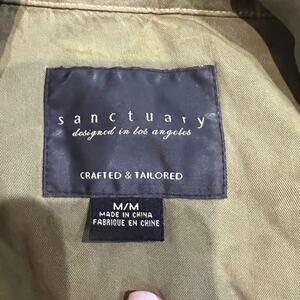 sanctuary
designed in los angeles
CRAFTED & TAILORED
M/M
MADE IN CHINA
FABRIQUE EN CHINE